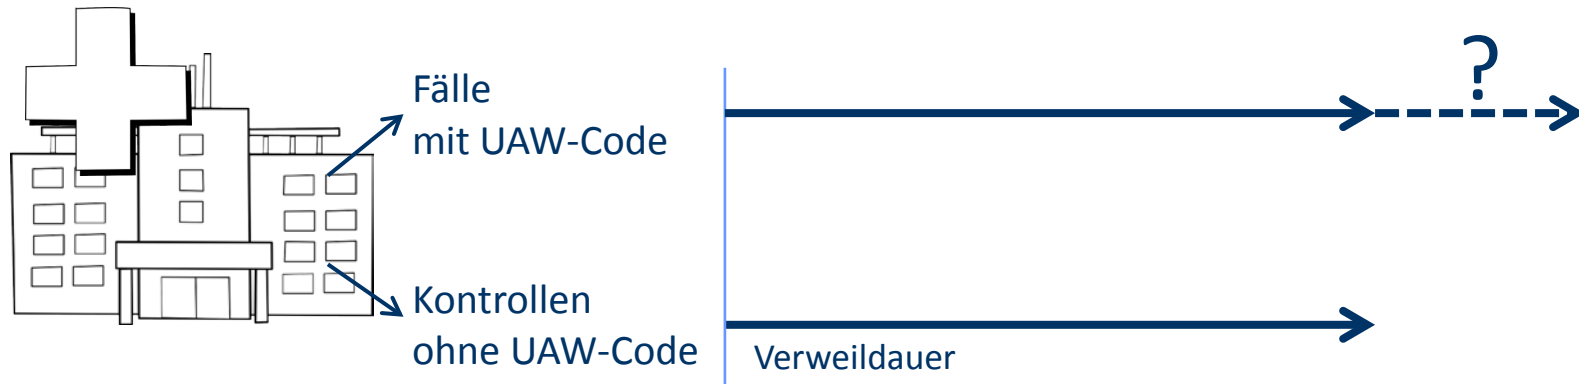 Fälle
mit UAW-Code
?
Kontrollen
ohne UAW-Code
Verweildauer